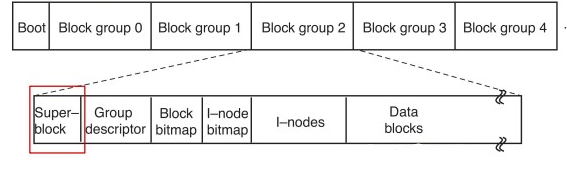 Boot Block group 0 Block group 1 Block group 2 Block group 3 Block group 4
Super– Group Block I–node I–nodes Data
block descriptor bitmap bitmap blocks